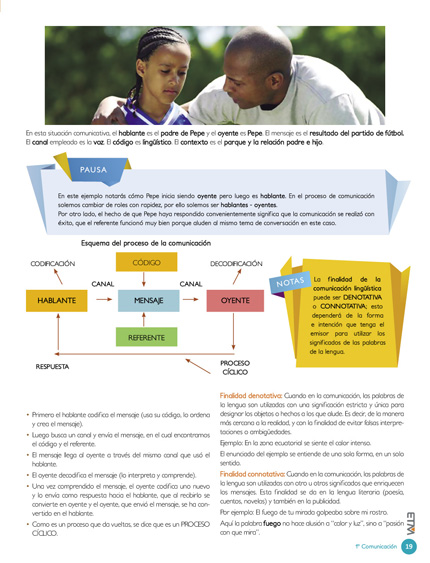 En esta situación comunicativa, el hablante es el padre de Pepe y el oyente es Pepe. El mensaje es el resultado del partido de fútbol.
El canal empleado es la voz. El código es lingüístico. El contexto es el parque y la relación padre e hijo.
PAUSA
En este ejemplo notarás cómo Pepe inicia siendo oyente pero luego es hablante. En el proceso de comunicación
solemos cambiar de roles con rapidez, por ello solemos ser hablantes - oyentes.
Por otro lado, el hecho de que Pepe haya respondido convenientemente significa que la comunicación se realizó con
éxito, que el referente funcionó muy bien porque aluden al mismo tema de conversación en este caso.
Esquema del proceso de la comunicación
CODIFICACIÓN
CÓDIGO
DECODIFICACIÓN
CANAL
CANAL
HABLANTE
MENSAJE
OYENTE
REFERENTE
RESPUESTA
PROCESO
CÍCLICO
NOTAS
La finalidad de la
comunicación lingüística
puede ser DENOTATIVA
o CONNOTATIVA; esto
dependerá de la forma
e intención que tenga el
emisor para utilizar los
significados de las palabras
de la lengua.
• Primero el hablante codifica el mensaje (usa su código, lo ordena
y crea el mensaje).
• Luego busca un canal y envía el mensaje, en el cual encontramos
el código y el referente.
• El mensaje llega al oyente a través del mismo canal que usó el
hablante.
• El oyente decodifica el mensaje (lo interpreta y comprende).
• Una vez comprendido el mensaje, el oyente codifica uno nuevo
y lo envía como respuesta hacia el hablante, que al recibirlo se
convierte en oyente y el oyente, que envió el mensaje, se ha con-
vertido en el hablante.
• Como es un proceso que da vueltas, se dice que es un PROCESO
CÍCLICO.
Finalidad denotativa: Cuando en la comunicación, las palabras de
la lengua son utilizadas con una significación estricta y única para
designar los objetos o hechos a los que alude. Es decir, de la manera
más cercana a la realidad, y con la finalidad de evitar falsas interpre-
taciones o ambigüedades.
Ejemplo: En la zona ecuatorial se siente el calor intenso.
El enunciado del ejemplo se entiende de una sola forma, en un solo
sentido.
Finalidad connotativa: Cuando en la comunicación, las palabras de
la lengua son utilizadas con otro u otros significados que enriquecen
los mensajes. Esta finalidad se da en la lengua literaria (poesía,
cuentos, novelas) y también en la publicidad.
Por ejemplo: El fuego de tu mirada golpeaba sobre mi rostro.
Aquí la palabra fuego no hace alusión a "calor y luz", sino a "pasión
con que mira".
1° Comunicación
19